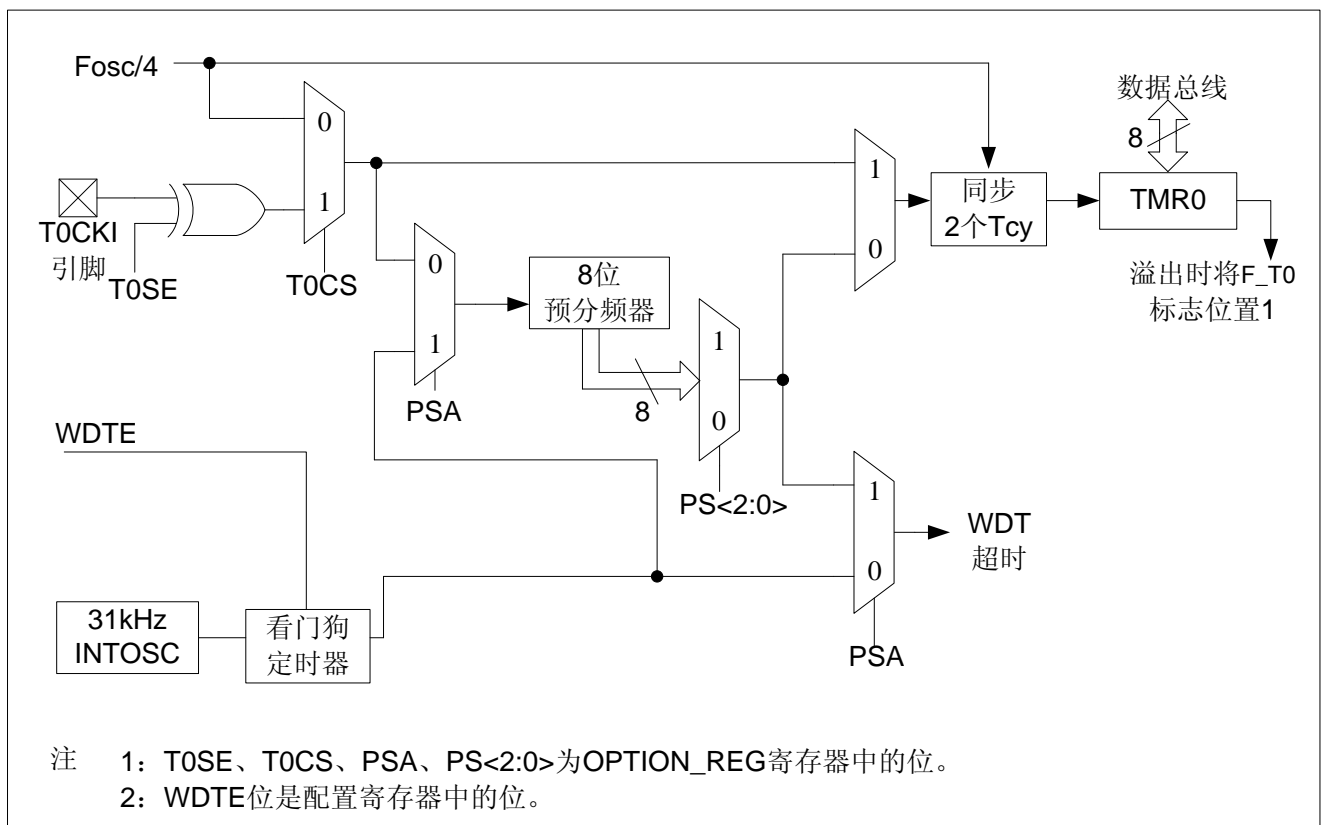 Fosc/4
数据总线
0
1
8
T0CKI
引脚
T0SE
1
T0CS
0
8位
预分频器
1
同步
2个Tcy
0
TMR0
溢出时将F_T0
标志位置1
1
PSA
8
0
WDTE
PS<2:0>
1
WDT
超时
0
31kHz
INTOSC
看门狗
定时器
PSA
注 1：T0SE、T0CS、PSA、PS<2:0>为OPTION_REG寄存器中的位。
2：WDTE位是配置寄存器中的位。